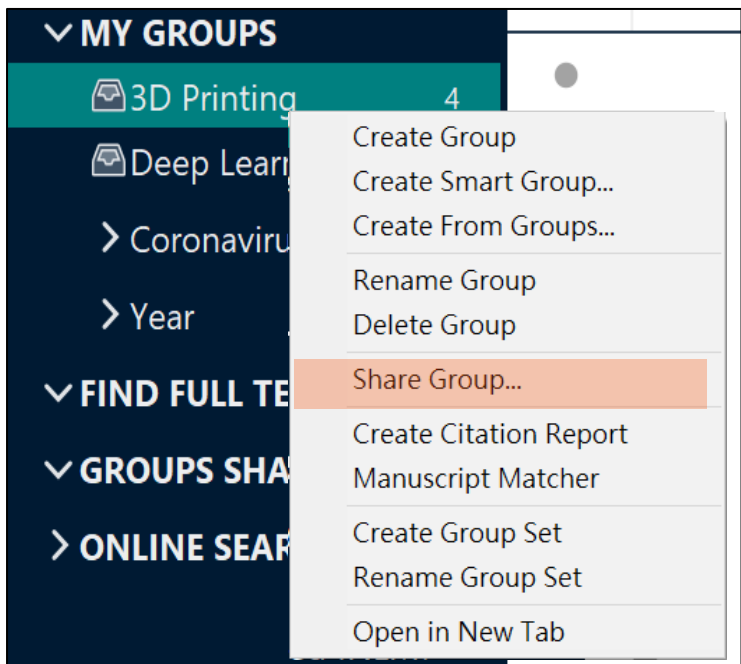 MY GROUPS
3D Printing 4
Deep Lear
Coronaviru
Year
FIND FULL TE
GROUPS SHA
ONLINE SEAR
Create Group
Create Smart Group...
Create From Groups...
Rename Group
Delete Group
Share Group...
Create Citation Report
Manuscript Matcher
Create Group Set
Rename Group Set
Open in New Tab